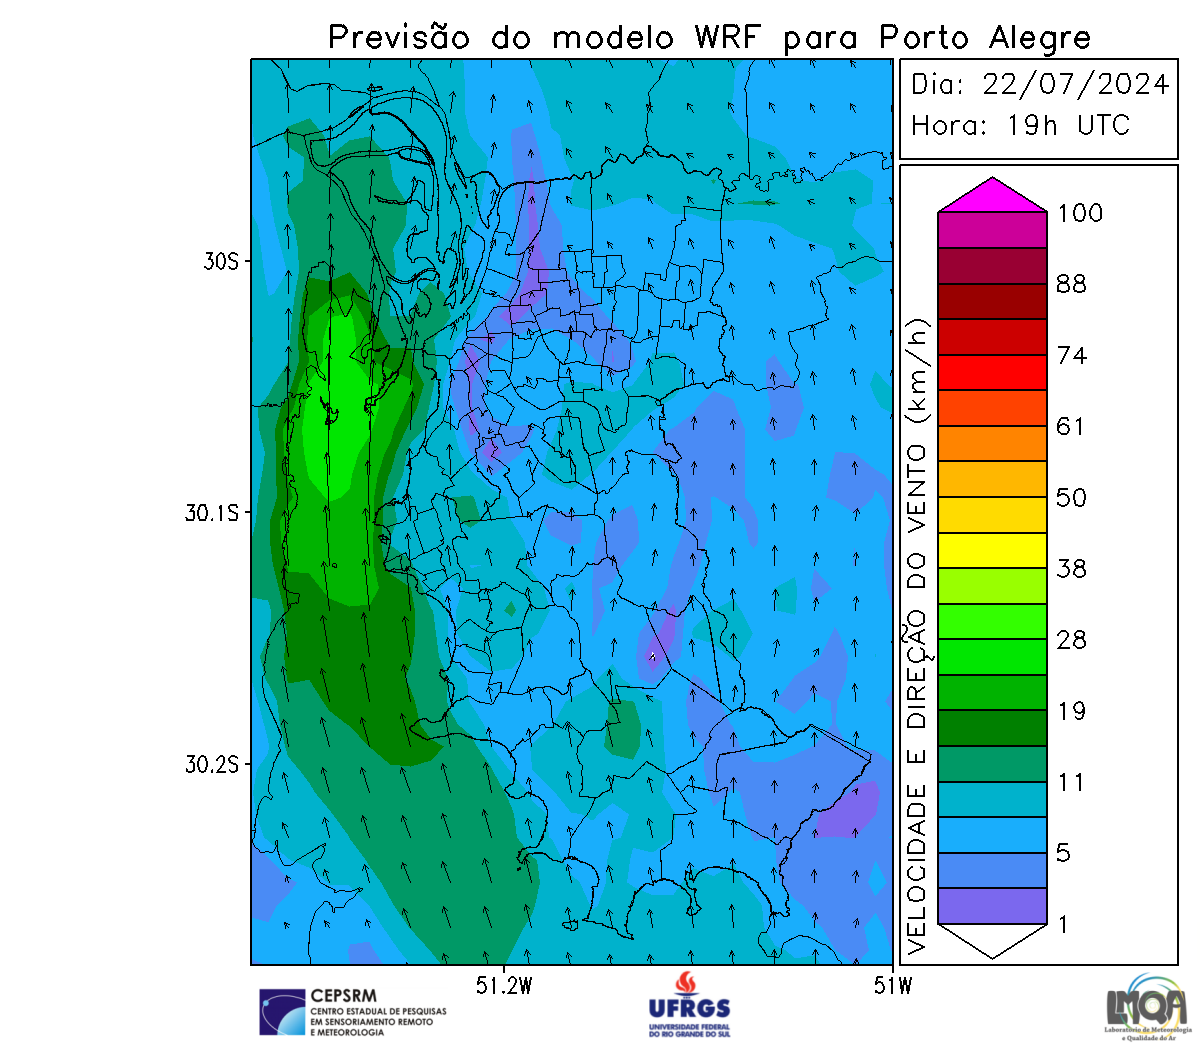 Previsão do modelo WRF para Porto Alegre
Dia: 22/07/2024
Hora: 19h UTC
VELOCIDADE E DIREÇÃO DO VENTO (km/h)
100
88
74
61
50
38
28
19
11
5
1
30S
30.1S
30.2S
51.2W
51W
CEPSRM
CENTRO ESTADUAL DE PESQUISAS
EM SENSORIAMENTO REMOTO
E METEOROLOGIA
UFRGS
UNIVERSIDADE FEDERAL
DO RIO GRANDE DO SUL
LMQA
Laboratório de Meteorologia
e Qualidade do Ar